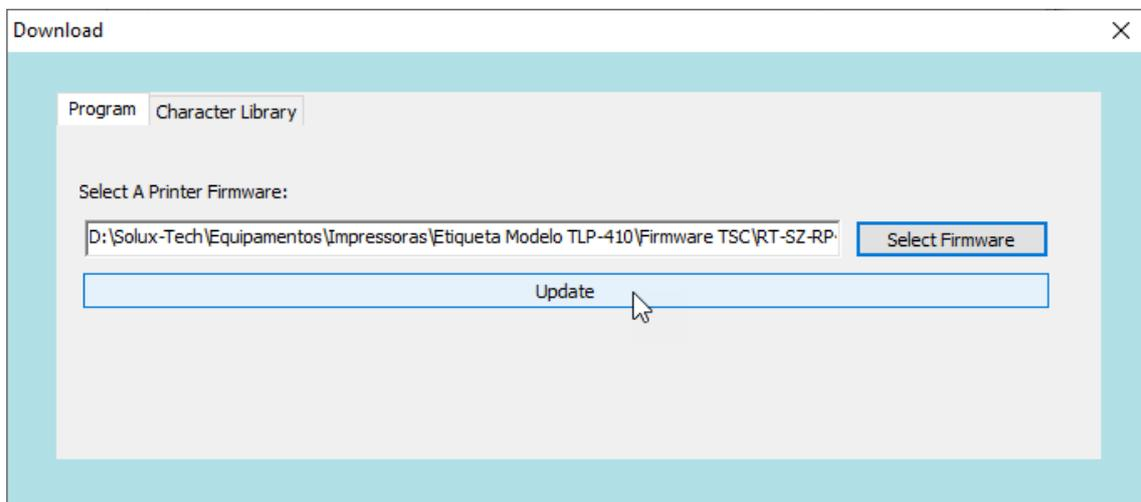 Download
Program Character Library
Select A Printer Firmware:
D:\Solux-Tech\Equipamentos\Impressoras\Etiqueta Modelo TLP-410\Firmware TSC\RT-SZ-RP- Select Firmware
Update